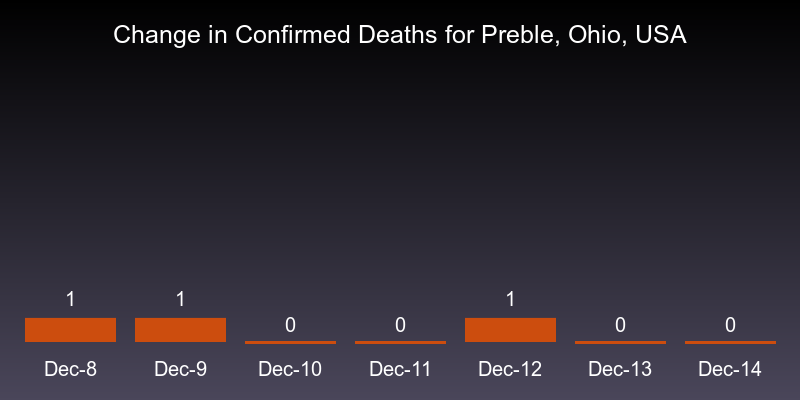 Change in Confirmed Deaths for Preble, Ohio, USA
1 1 0 0 1 0 0
Dec-8 Dec-9 Dec-10 Dec-11 Dec-12 Dec-13 Dec-14